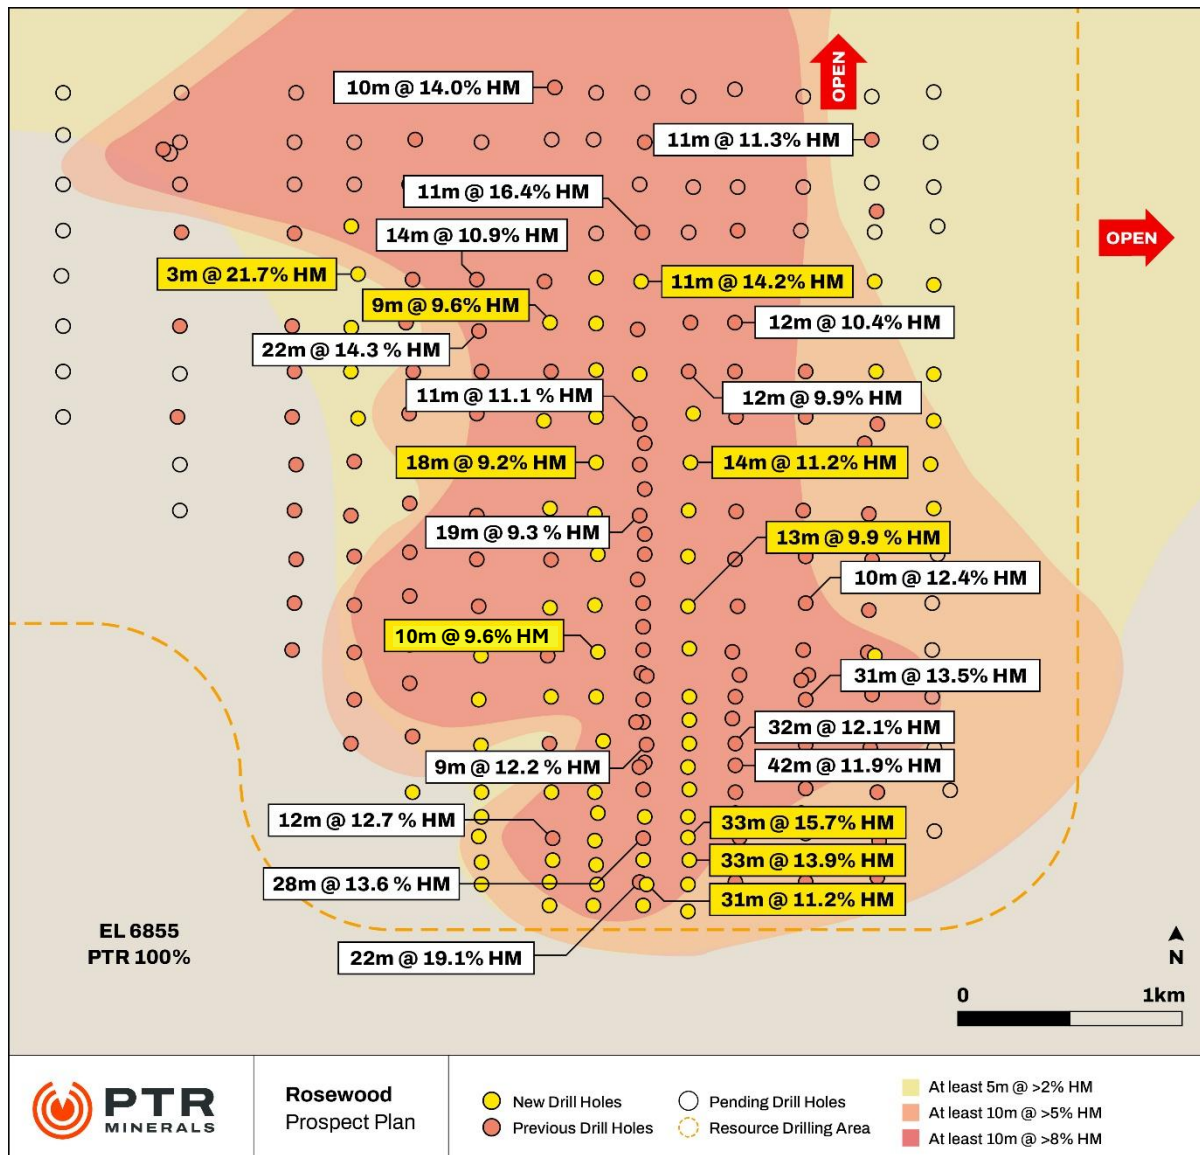 10m @ 14.0% HM
OPEN
11m @ 11.3% HM
11m @ 16.4% HM
14m @ 10.9% HM
OPEN
3m @ 21.7% HM
11m @ 14.2% HM
9m @ 9.6% HM
12m @ 10.4% HM
22m @ 14.3 % HM
11m @ 11.1 % HM
12m @ 9.9% HM
18m @ 9.2% HM
14m @ 11.2% HM
19m @ 9.3 % HM
13m @ 9.9 % HM
10m @ 12.4% HM
10m @ 9.6% HM
31m @ 13.5% HM
32m @ 12.1% HM
9m @ 12.2 % HM
42m @ 11.9% HM
12m @ 12.7 % HM
33m @ 15.7% HM
33m @ 13.9% HM
28m @ 13.6 % HM
31m @ 11.2% HM
EL 6855
PTR 100%
22m @ 19.1% HM
N
0 1km
PTR
MINERALS
Rosewood
Prospect Plan
New Drill Holes
Previous Drill Holes
Pending Drill Holes
Resource Drilling Area
At least 5m @ >2% HM
At least 10m @ >5% HM
At least 10m @ >8% HM